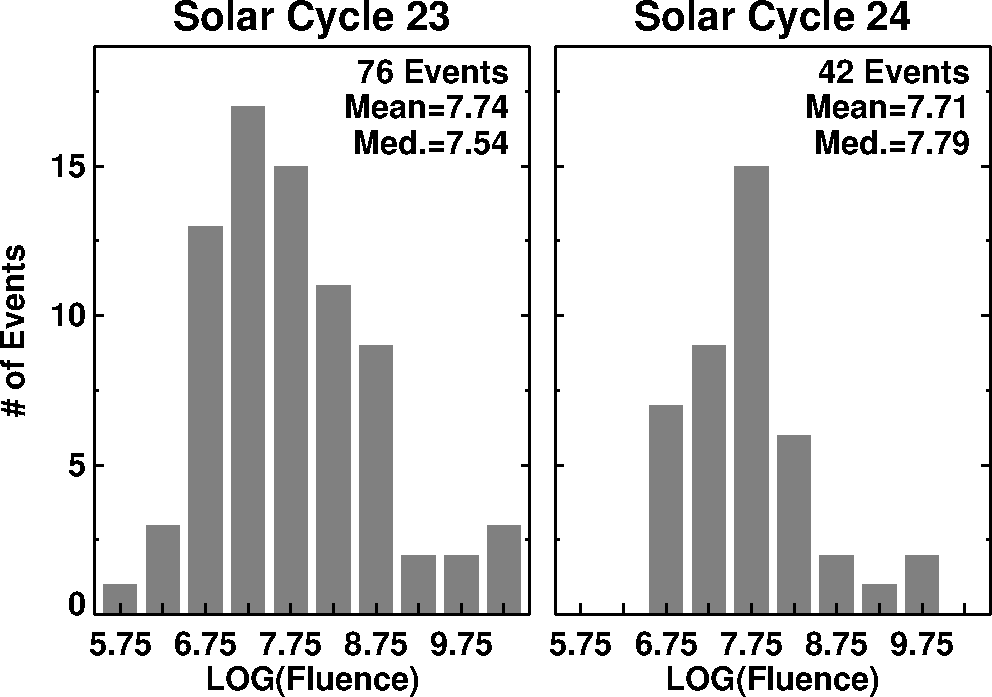 Solar Cycle 23
Solar Cycle 24
76 Events
Mean=7.74
Med.=7.54
42 Events
Mean=7.71
Med.=7.79
# of Events
15
10
5
0
5.75 6.75 7.75 8.75 9.75
5.75 6.75 7.75 8.75 9.75
LOG(Fluence)
LOG(Fluence)